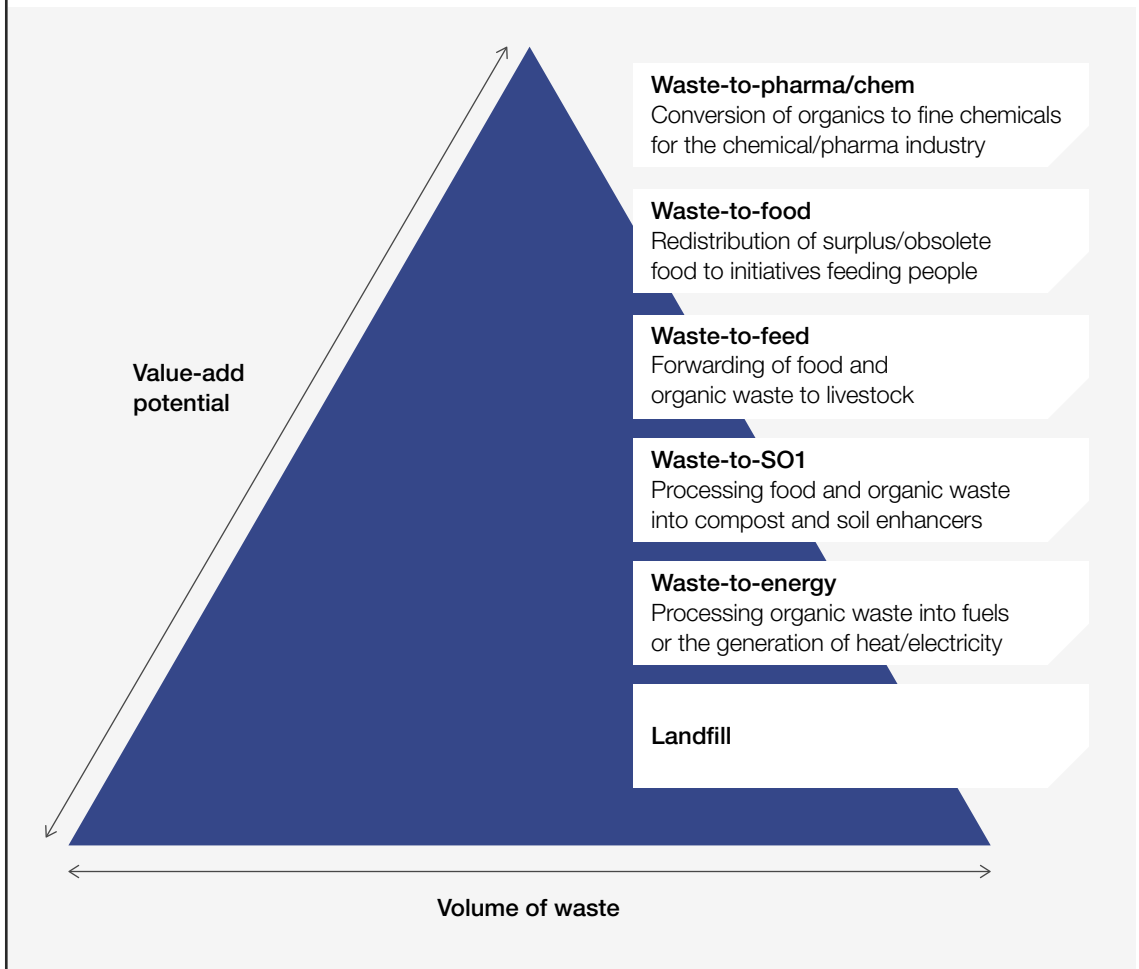 Waste-to-pharma/chem
Conversion of organics to fine chemicals
for the chemical/pharma industry
Waste-to-food
Redistribution of surplus/obsolete
food to initiatives feeding people
Waste-to-feed
Forwarding of food and
organic waste to livestock
Value-add
potential
Waste-to-SO1
Processing food and organic waste
into compost and soil enhancers
Waste-to-energy
Processing organic waste into fuels
or the generation of heat/electricity
Landfill
Volume of waste